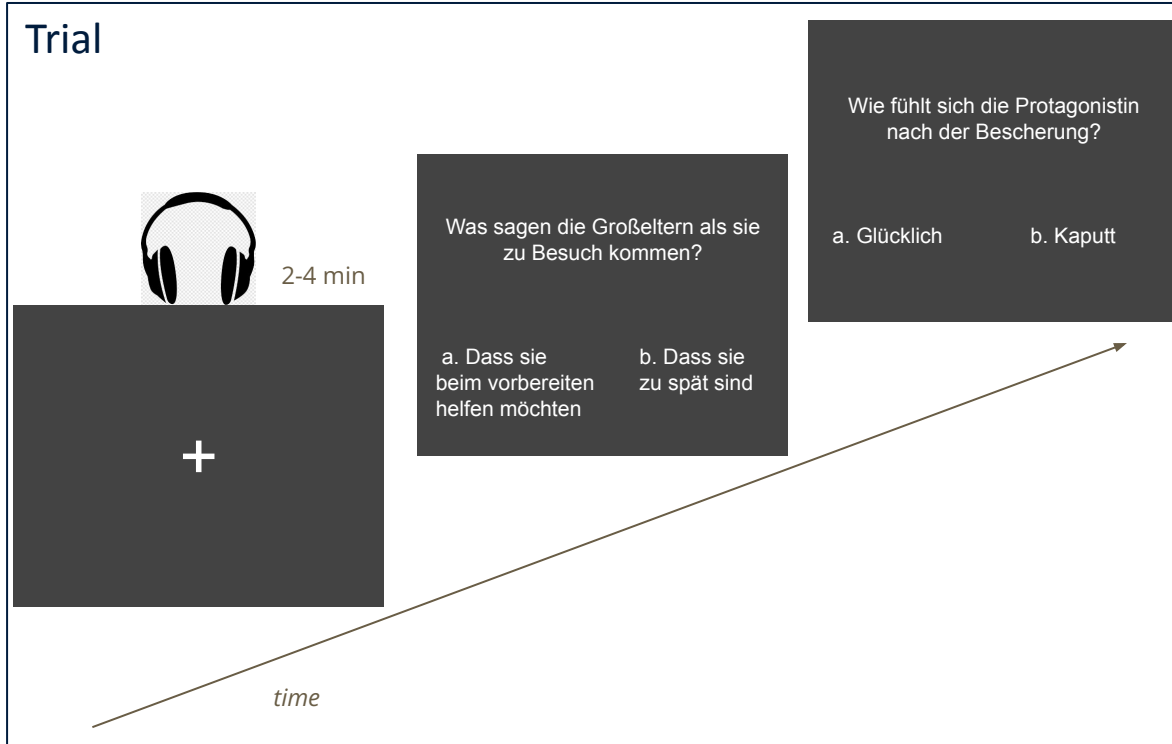 Trial
2-4 min
+
Was sagen die Großeltern als sie
zu Besuch kommen?
a. Dass sie
beim vorbereiten
helfen möchten
b. Dass sie
zu spät sind
Wie fühlt sich die Protagonistin
nach der Bescherung?
a. Glücklich
b. Kaputt
time